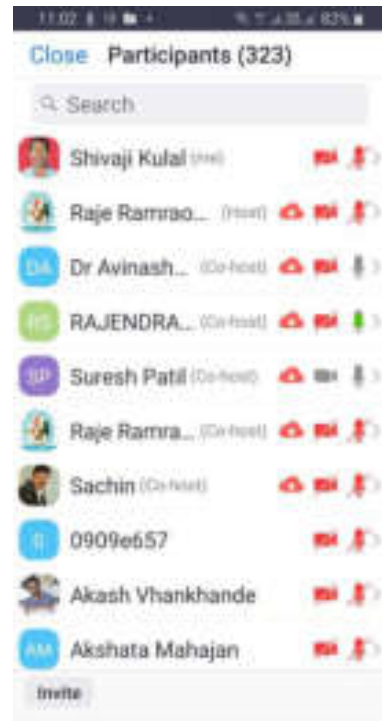 11:02
82%
Close Participants (323)
Search
Shivaji Kulal (me)
Raje Ramrao... (Host)
DA Dr Avinash... (Co-host)
RS RAJENDRA... (Co-host)
SP Suresh Patil (Co-host)
Raje Ramra... (Co-host)
Sachin (Co-host)
0909e657
Akash Vhankhande
AM Akshata Mahajan
Invite